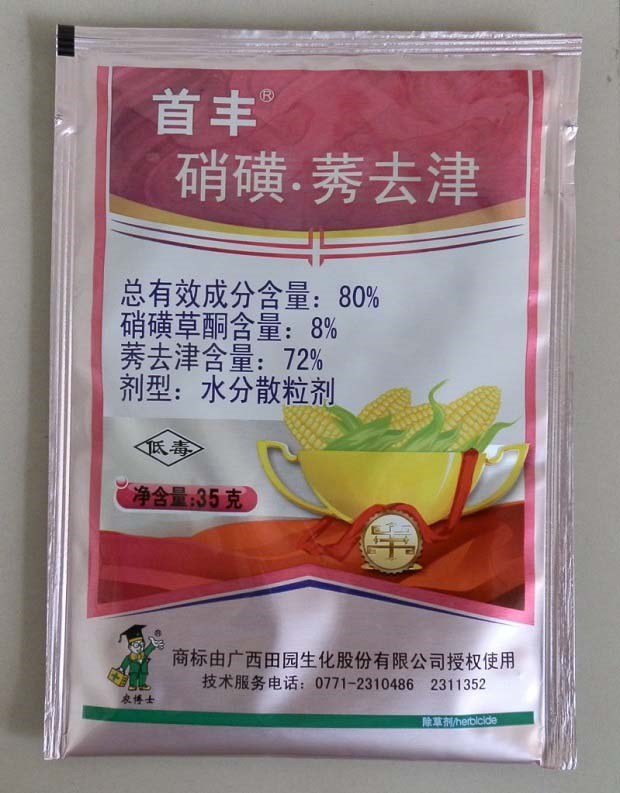 首丰®
硝磺·莠去津
总有效成分含量：80%
硝磺草酮含量：8%
莠去津含量：72%
剂型：水分散粒剂
低毒
净含量:35克
丰
®
农博士
商标由广西田园生化股份有限公司授权使用
技术服务电话：0771-2310486 2311352
除草剂/herbicide